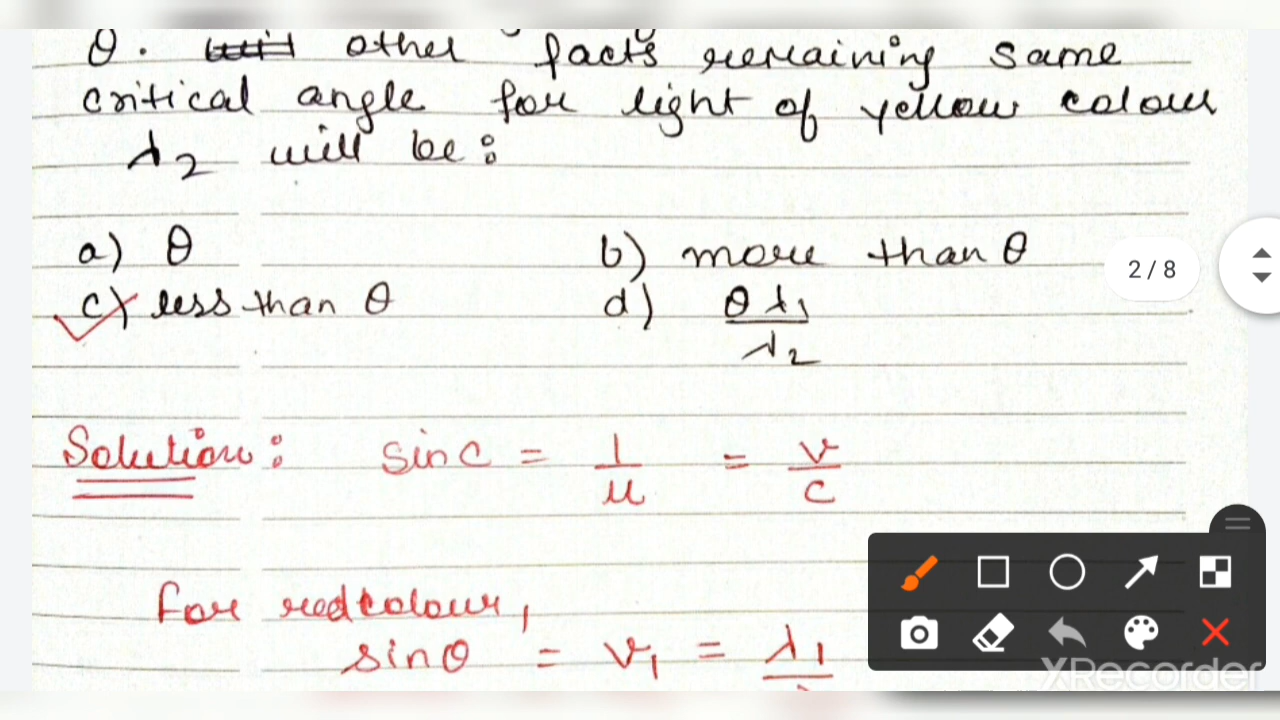 θ. other facts remaining same
critical angle for light of yellow colour
λ2 will be:
a) θ
b) more than θ
c) less than θ
d) θλ1
λ2
2 / 8
Solution: sin c = 1/μ = v/c
For red colour,
sinθ = v1 = λ1
XRecorder